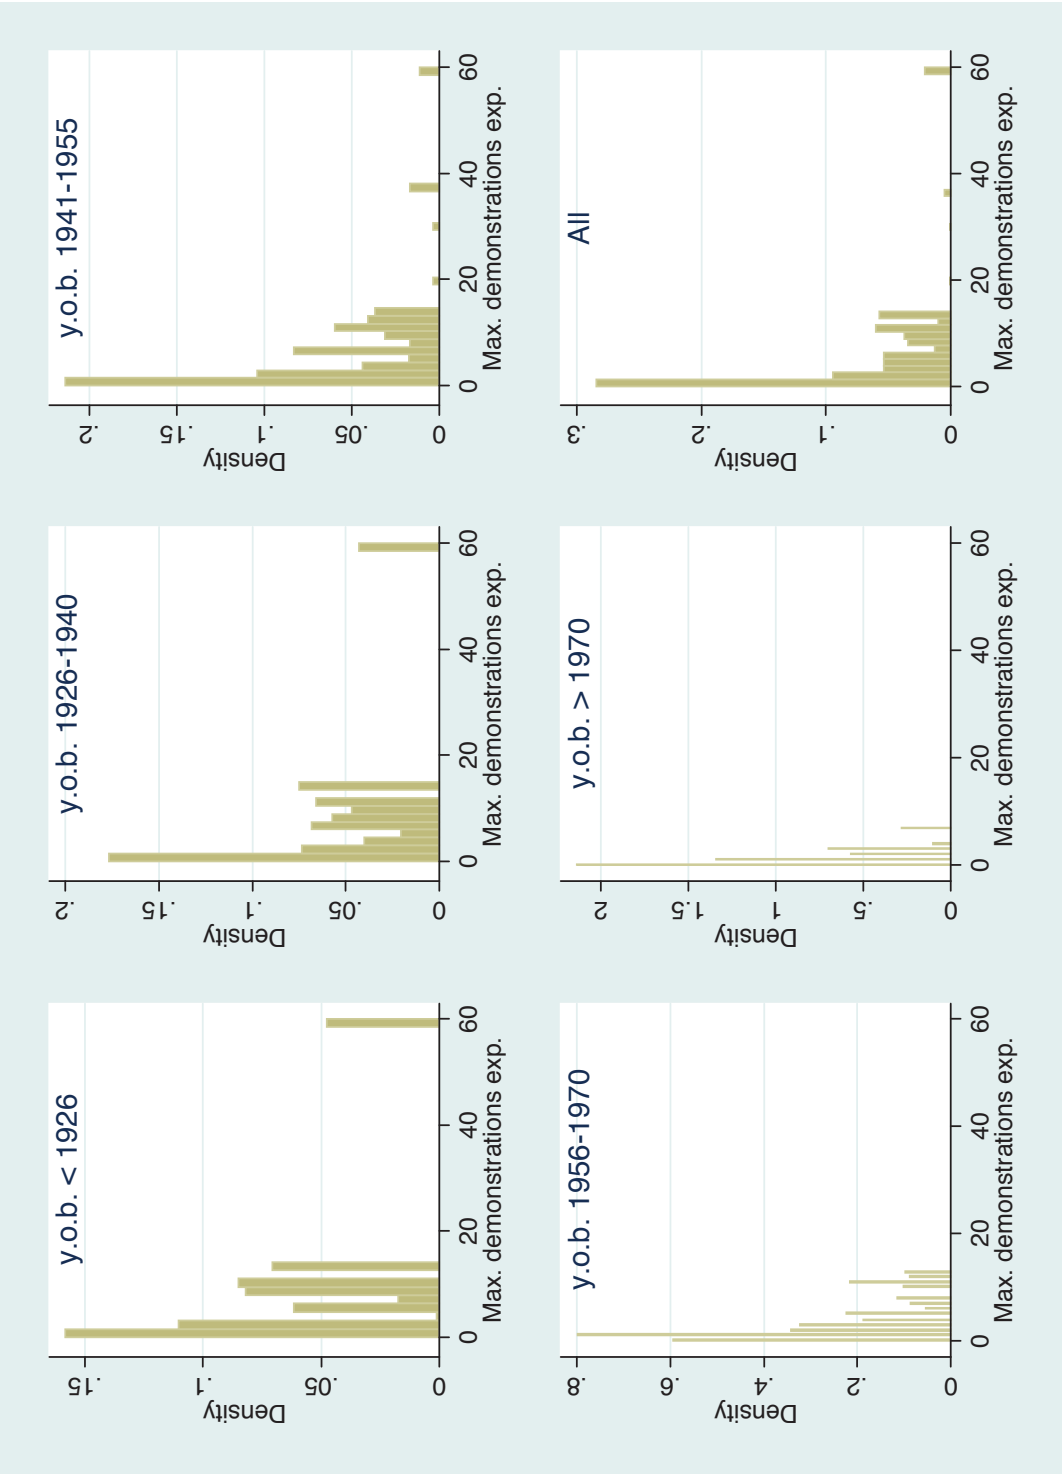 y.o.b. < 1926
Density
.15
.1
.05
0
0 20 40 60
Max. demonstrations exp.
y.o.b. 1926-1940
Density
.2
.15
.1
.05
0
0 20 40 60
Max. demonstrations exp.
y.o.b. 1941-1955
Density
.2
.15
.1
.05
0
0 20 40 60
Max. demonstrations exp.
y.o.b. 1956-1970
Density
.8
.6
.4
.2
0
0 20 40 60
Max. demonstrations exp.
y.o.b. > 1970
Density
2
1.5
1
.5
0
0 20 40 60
Max. demonstrations exp.
All
Density
.3
.2
.1
0
0 20 40 60
Max. demonstrations exp.